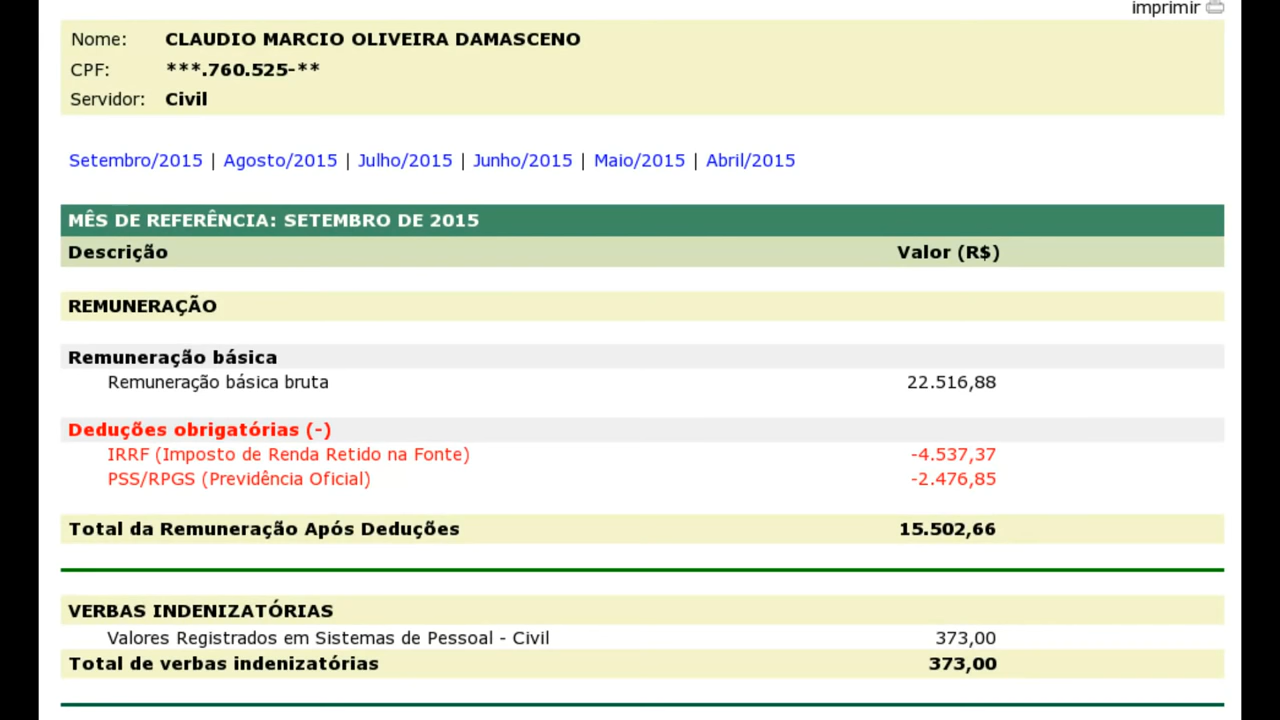 imprimir
Nome: CLAUDIO MARCIO OLIVEIRA DAMASCENO
CPF: ***.760.525-**
Servidor: Civil
Setembro/2015 | Agosto/2015 | Julho/2015 | Junho/2015 | Maio/2015 | Abril/2015
MÊS DE REFERÊNCIA: SETEMBRO DE 2015
Descrição Valor (R$)
REMUNERAÇÃO
Remuneração básica
Remuneração básica bruta 22.516,88
Deduções obrigatórias (-)
IRRF (Imposto de Renda Retido na Fonte) -4.537,37
PSS/RPGS (Previdência Oficial) -2.476,85
Total da Remuneração Após Deduções 15.502,66
VERBAS INDENIZATÓRIAS
Valores Registrados em Sistemas de Pessoal - Civil 373,00
Total de verbas indenizatórias 373,00